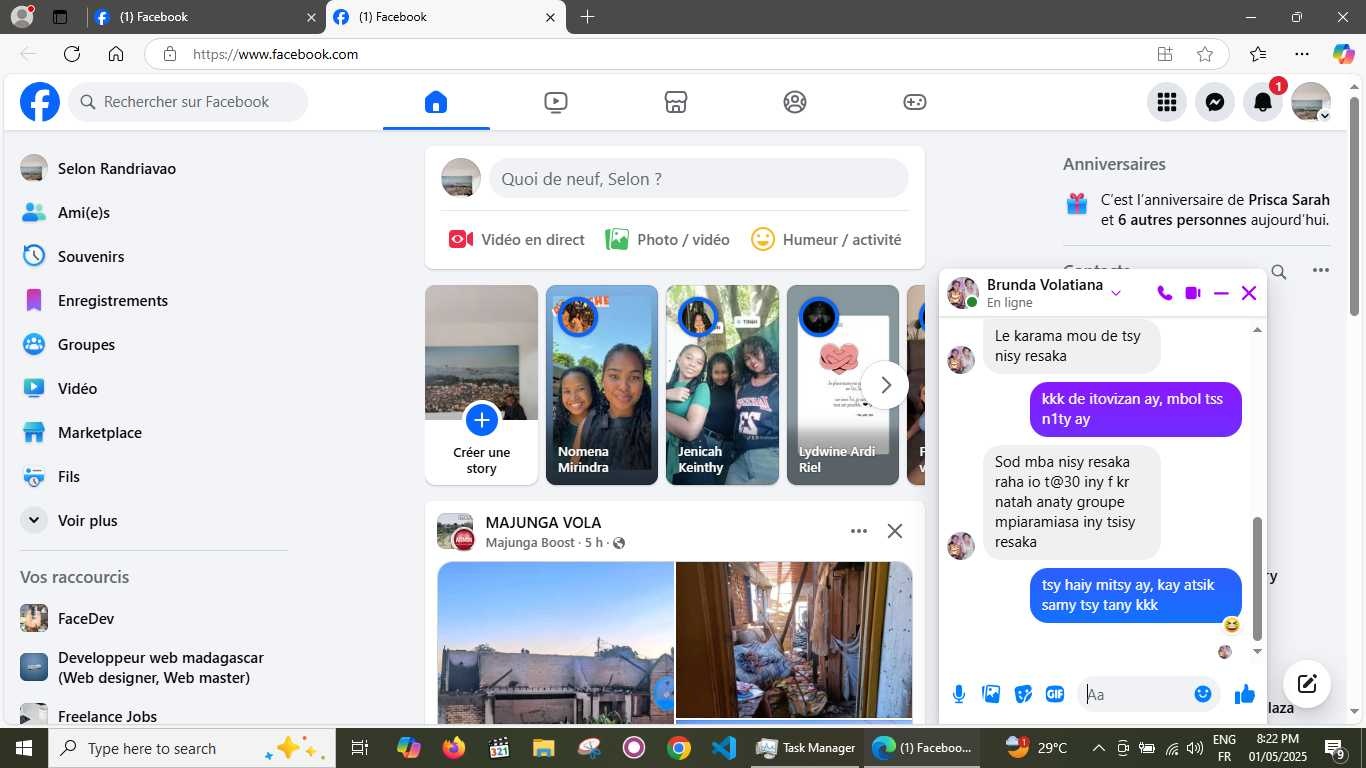 (1) Facebook
(1) Facebook
https://www.facebook.com
Rechercher sur Facebook
1
Selon Randriavao
Ami(e)s
Souvenirs
Enregistrements
Groupes
Vidéo
Marketplace
Fils
Voir plus
Vos raccourcis
FaceDev
Developpeur web madagascar
(Web designer, Web master)
Freelance Jobs
Quoi de neuf, Selon ?
Vidéo en direct
Photo / vidéo
Humeur / activité
Créer une
story
Nomena
Mirindra
Jenicah
Keinthy
Lydwine Ardi
Riel
MAJUNGA VOLA
Majunga Boost · 5 h ·
Anniversaires
C'est l'anniversaire de Prisca Sarah
et 6 autres personnes aujourd'hui.
Contacts
Brunda Volatiana
En ligne
Le karama mou de tsy
nisy resaka
kkk de itovizan ay, mbol tss
n1ty ay
Sod mba nisy resaka
raha io t@30 iny f kr
natah anaty groupe
mpiaramiasa iny tsisy
resaka
tsy haiy mitsy ay, kay atsik
samy tsy tany kkk
GIF
Aa
Type here to search
321
Task Manager
(1) Faceboo...
29°C
ENG
FR
8:22 PM
01/05/2025
9